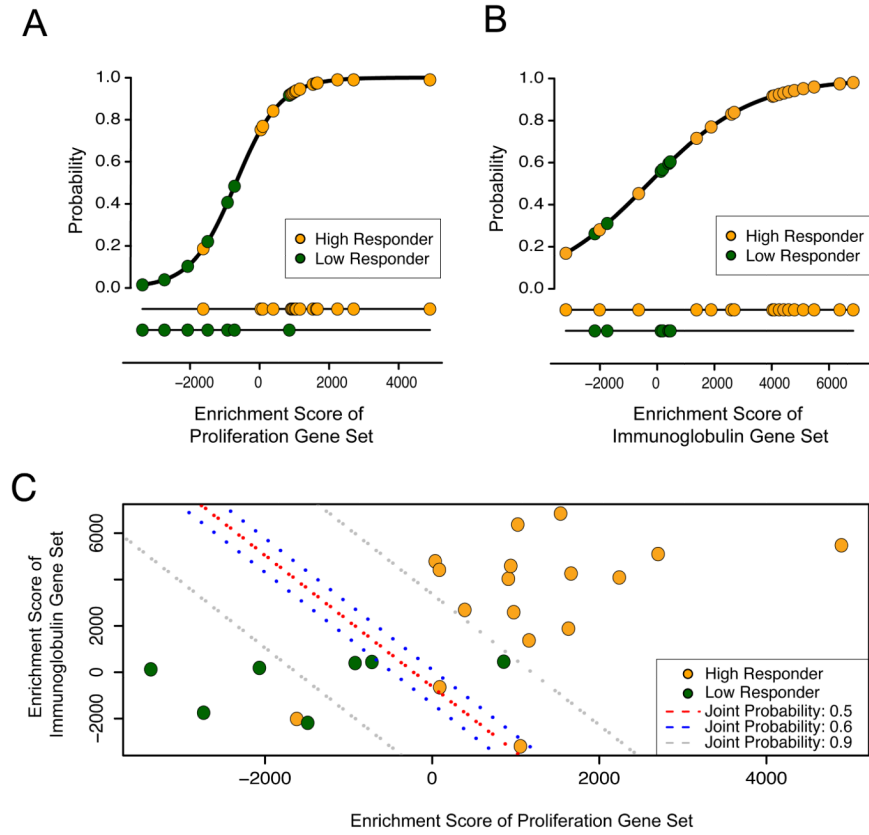 A
B
1.0
0.8
0.6
0.4
0.2
0.0
Probability
High Responder
Low Responder
−2000
0
2000
4000
Enrichment Score of
Proliferation Gene Set
1.0
0.8
0.6
0.4
0.2
0.0
Probability
High Responder
Low Responder
−2000
0
2000
4000
6000
Enrichment Score of
Immunoglobulin Gene Set
C
Enrichment Score of
Immunoglobulin Gene Set
6000
2000
0
−2000
High Responder
Low Responder
Joint Probability: 0.5
Joint Probability: 0.6
Joint Probability: 0.9
−2000
0
2000
4000
Enrichment Score of Proliferation Gene Set